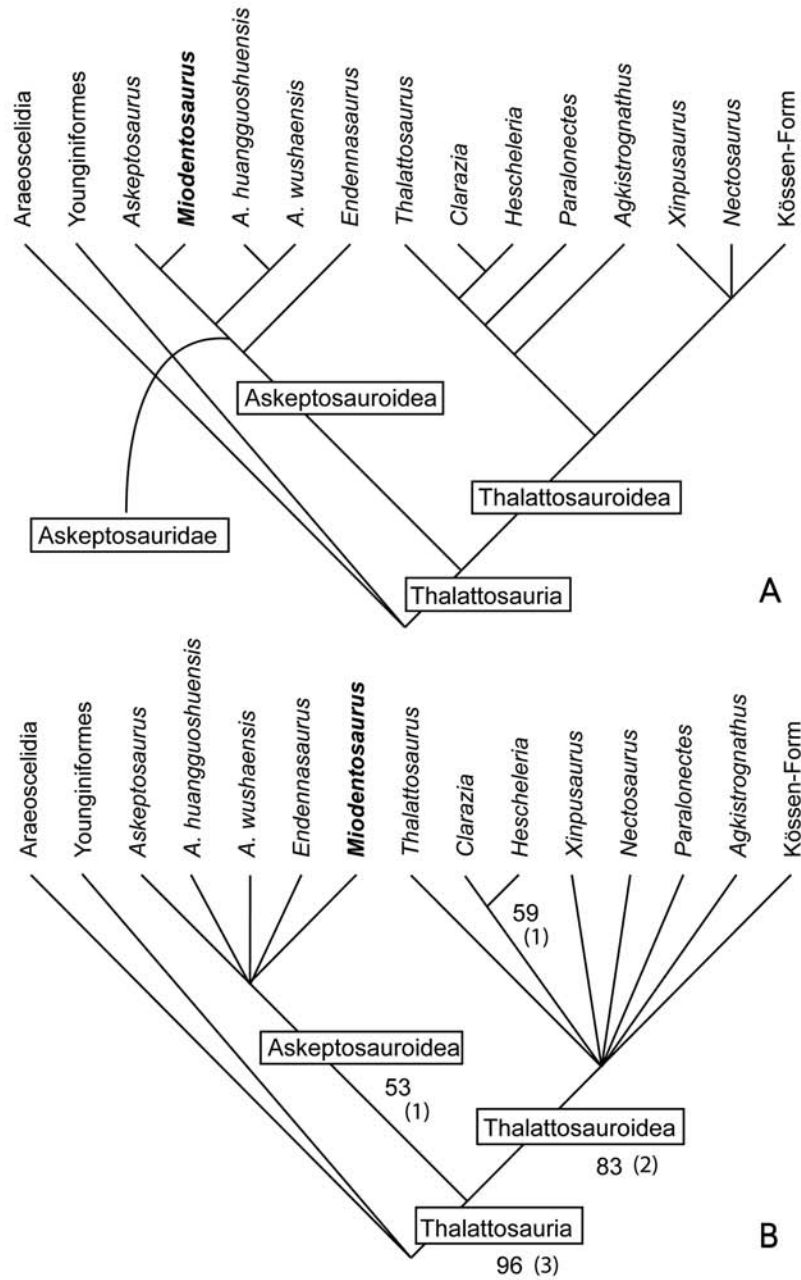 Araeoscelidia
Younginiformes
Askeptosaurus
Miodentosaurus
A. huangguoshuensis
A. wushaensis
Endennasaurus
Thalattosaurus
Clarazia
Hescheleria
Paralonectes
Agkistrognathus
Xinpusaurus
Nectosaurus
Kössen-Form
Askeptosauroidea
Thalattosauroidea
Askeptosauridae
Thalattosauria
A
Araeoscelidia
Younginiformes
Askeptosaurus
A. huangguoshuensis
A. wushaensis
Endennasaurus
Miodentosaurus
Thalattosaurus
Clarazia
Hescheleria
Xinpusaurus
Nectosaurus
Paralonectes
Agkistrognathus
Kössen-Form
59
(1)
Askeptosauroidea
53
(1)
Thalattosauroidea
83 (2)
Thalattosauria
96 (3)
B